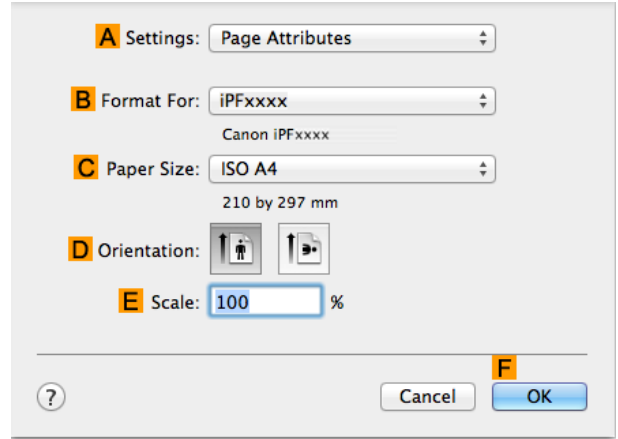 A Settings: Page Attributes
B Format For: iPFxxxx
Canon iPFxxxx
C Paper Size: ISO A4
210 by 297 mm
D Orientation:
E Scale: 100 %
F
? Cancel OK